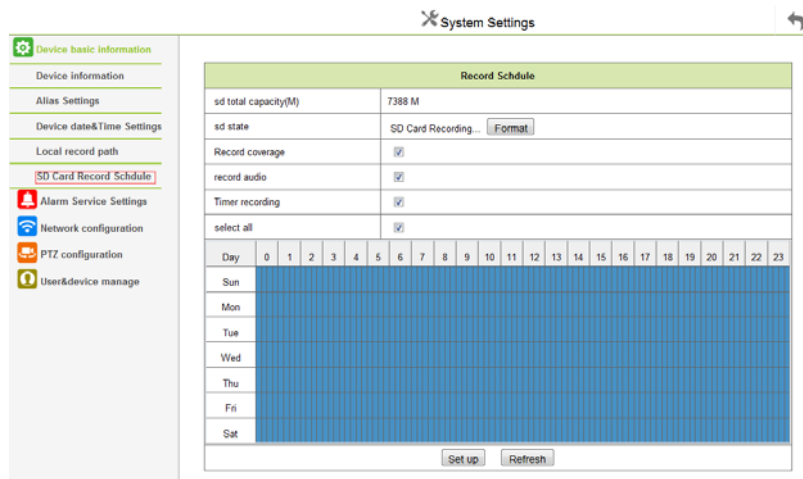 System Settings
Device basic information
Device information
Alias Settings
Device date&Time Settings
Local record path
SD Card Record Schdule
Alarm Service Settings
Network configuration
PTZ configuration
User&device manage
Record Schdule
sd total capacity(M) 7388 M
sd state SD Card Recording... Format
Record coverage
record audio
Timer recording
select all
Day 0 1 2 3 4 5 6 7 8 9 10 11 12 13 14 15 16 17 18 19 20 21 22 23
Sun
Mon
Tue
Wed
Thu
Fri
Sat
Set up Refresh